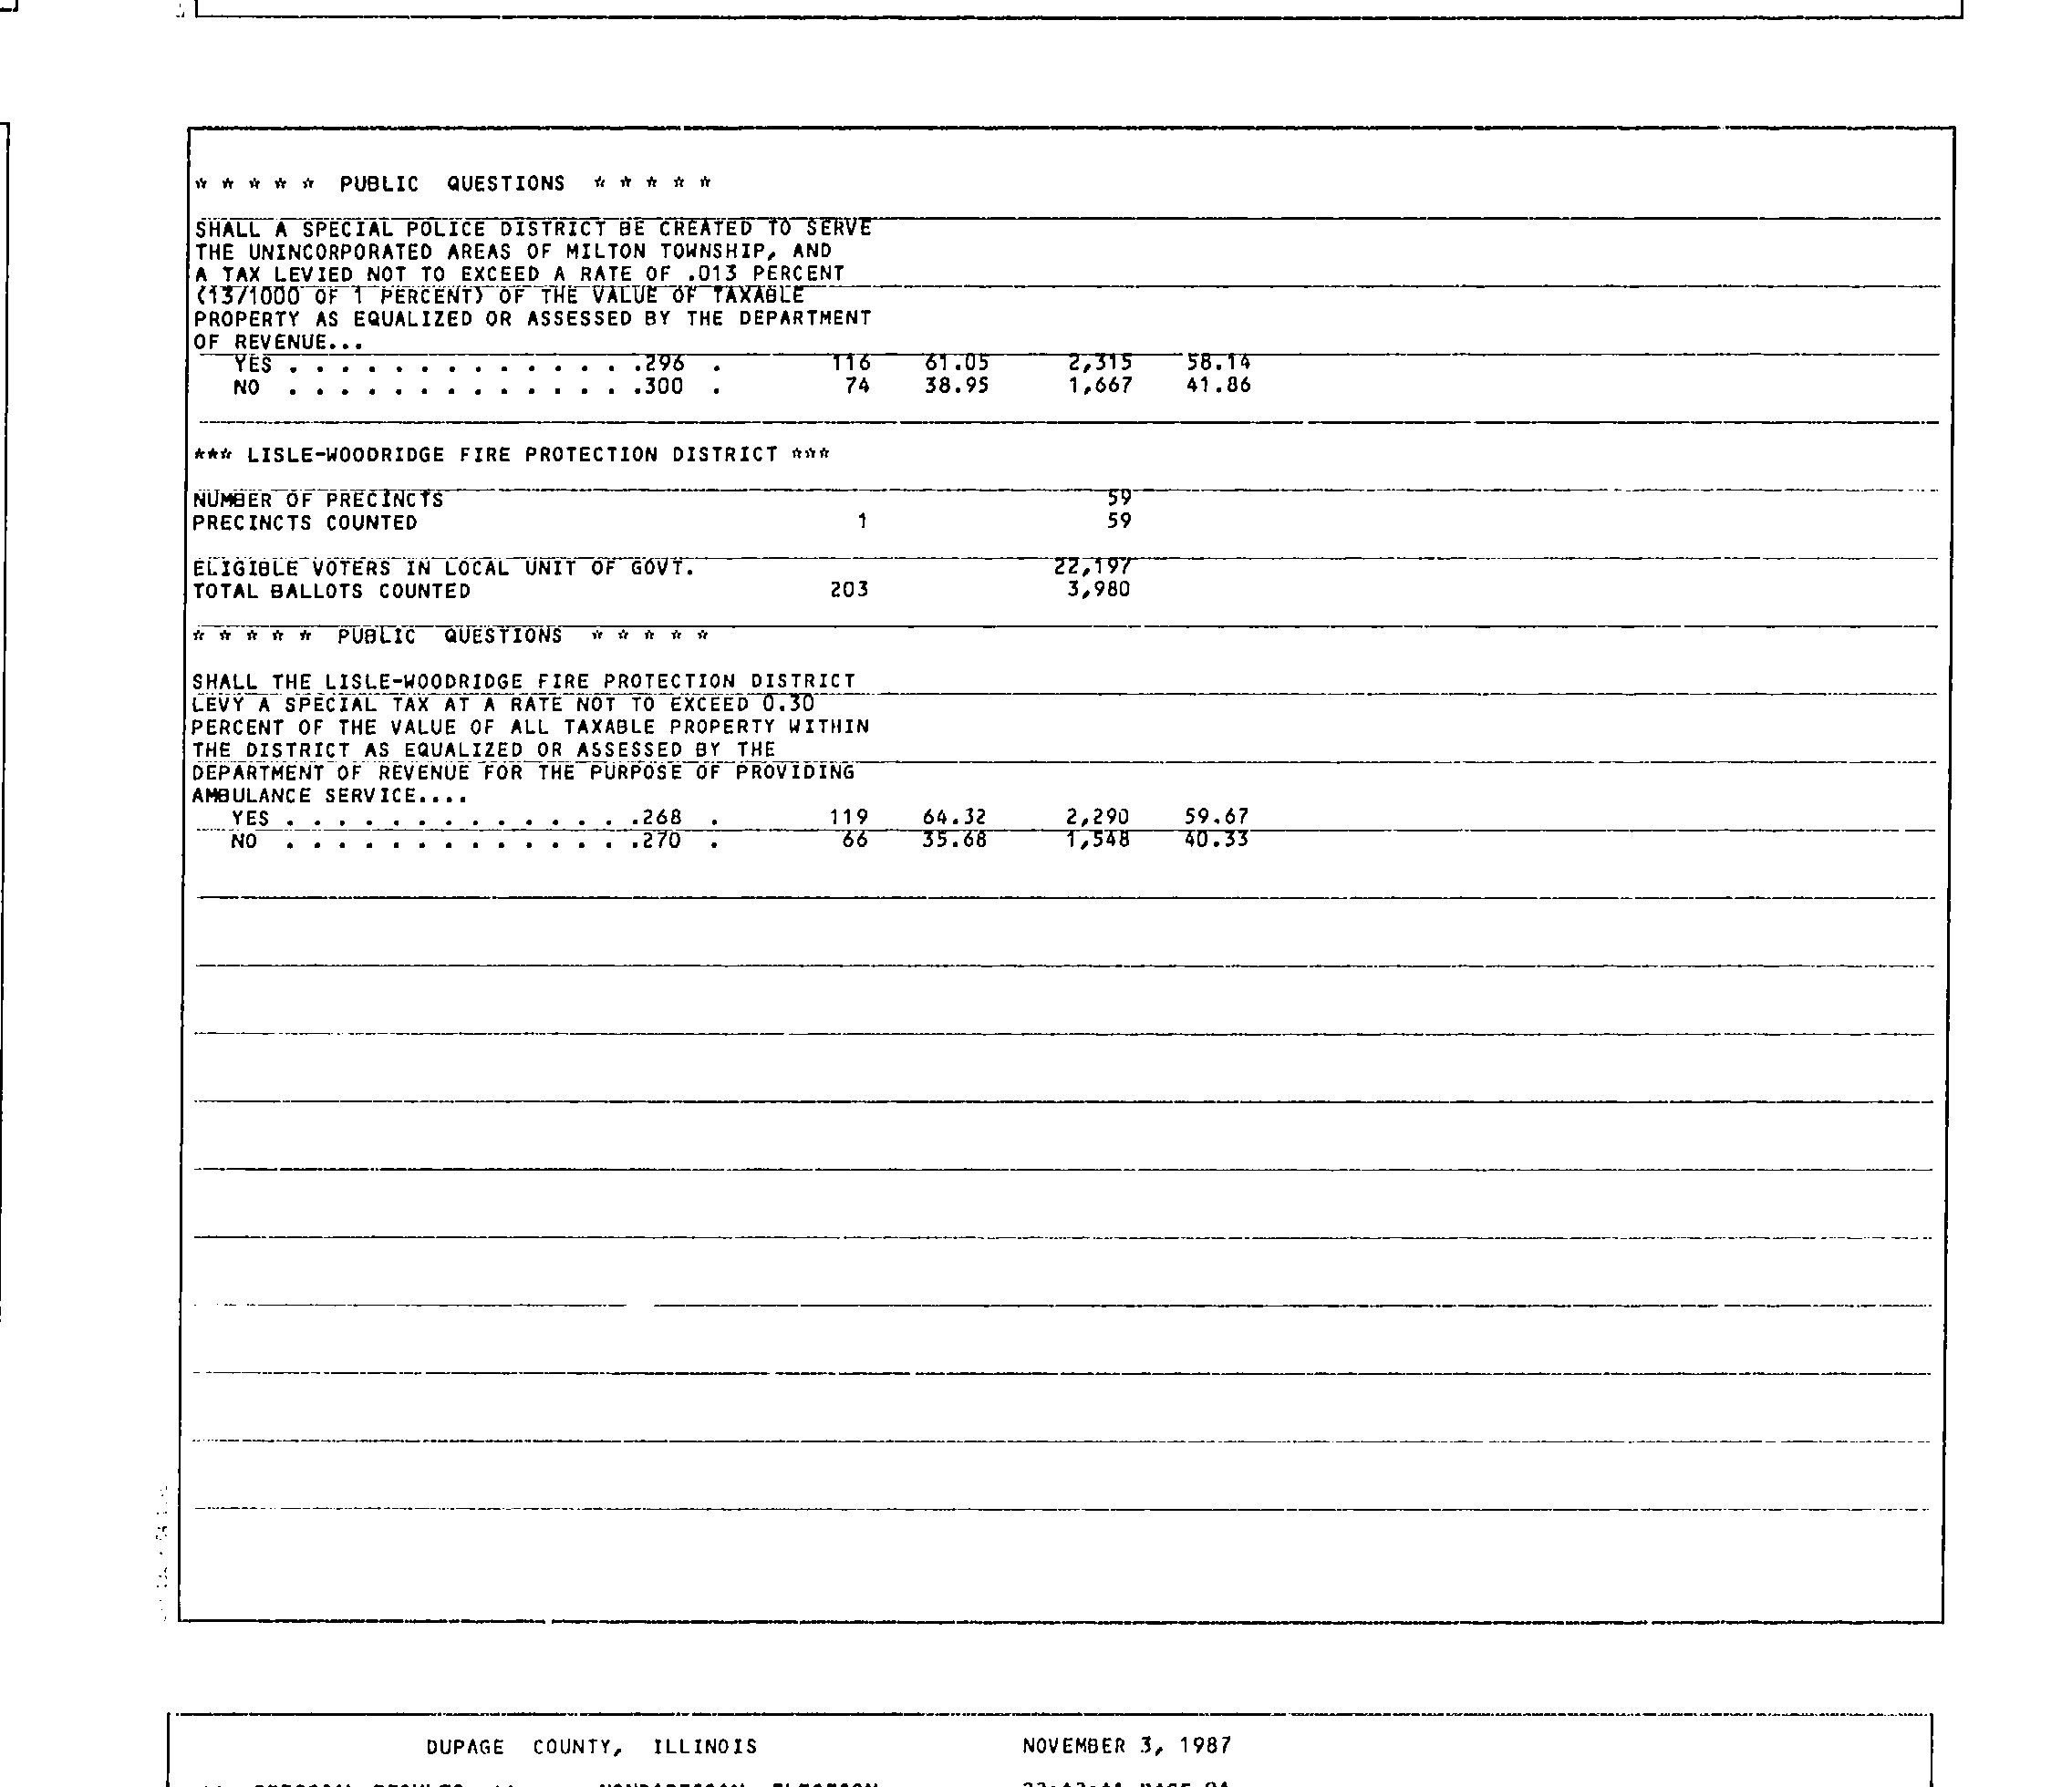 * * * * * PUBLIC QUESTIONS * * * * *
SHALL A SPECIAL POLICE DISTRICT BE CREATED TO SERVE
THE UNINCORPORATED AREAS OF MILTON TOWNSHIP, AND
A TAX LEVIED NOT TO EXCEED A RATE OF .013 PERCENT
(13/1000 OF 1 PERCENT) OF THE VALUE OF TAXABLE
PROPERTY AS EQUALIZED OR ASSESSED BY THE DEPARTMENT
OF REVENUE...
YES . . . . . . . . . . . . . .296 . 116 61.05 2,315 58.14
NO . . . . . . . . . . . . . .300 . 74 38.95 1,667 41.86
*** LISLE-WOODRIDGE FIRE PROTECTION DISTRICT ***
NUMBER OF PRECINCTS 59
PRECINCTS COUNTED 1 59
ELIGIBLE VOTERS IN LOCAL UNIT OF GOVT. 22,197
TOTAL BALLOTS COUNTED 203 3,980
* * * * * PUBLIC QUESTIONS * * * * *
SHALL THE LISLE-WOODRIDGE FIRE PROTECTION DISTRICT
LEVY A SPECIAL TAX AT A RATE NOT TO EXCEED 0.30
PERCENT OF THE VALUE OF ALL TAXABLE PROPERTY WITHIN
THE DISTRICT AS EQUALIZED OR ASSESSED BY THE
DEPARTMENT OF REVENUE FOR THE PURPOSE OF PROVIDING
AMBULANCE SERVICE....
YES . . . . . . . . . . . . . .268 . 119 64.32 2,290 59.67
NO . . . . . . . . . . . . . .270 . 66 35.68 1,548 40.33
DUPAGE COUNTY, ILLINOIS NOVEMBER 3, 1987